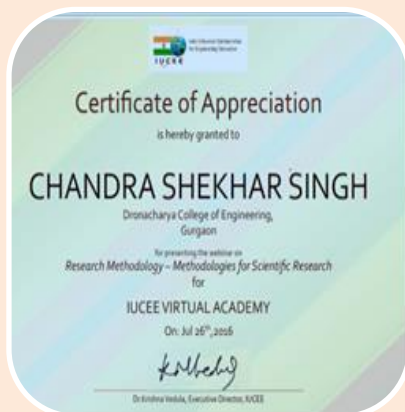 IUCEE
Certificate of Appreciation
is hereby granted to
CHANDRA SHEKHAR SINGH
Dronacharya College of Engineering,
Gurgaon
for presenting the webinar on
Research Methodology – Methodologies for Scientific Research
for
IUCEE VIRTUAL ACADEMY
On: Jul 26th, 2016
Dr.Krishna Vedula, Executive Director, IUCEE